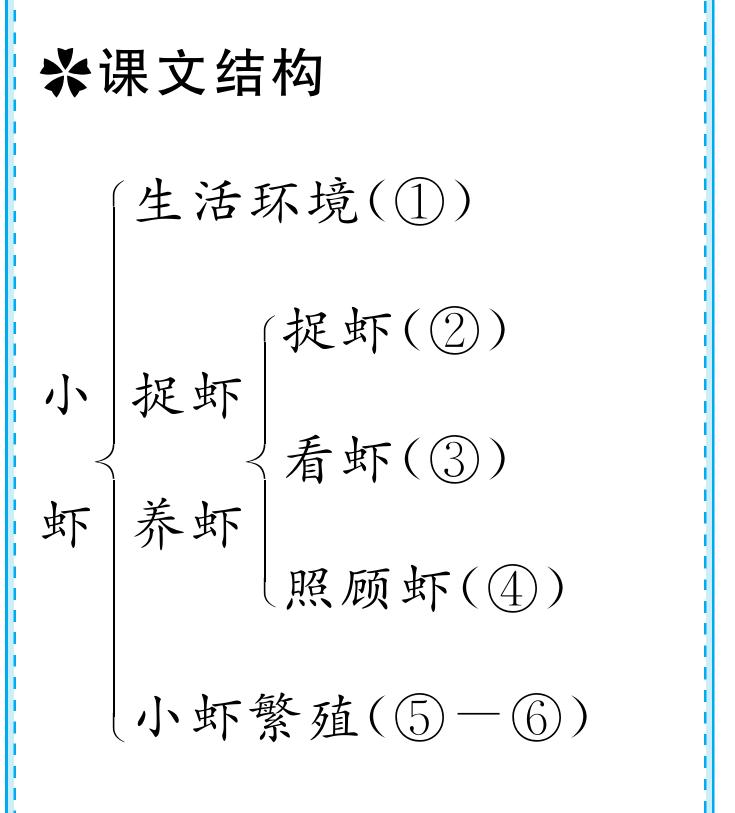 课文结构
生活环境(①)
捉虾(②)
小 捉虾
看虾(③)
虾 养虾
照顾虾(④)
小虾繁殖(⑤－⑥)